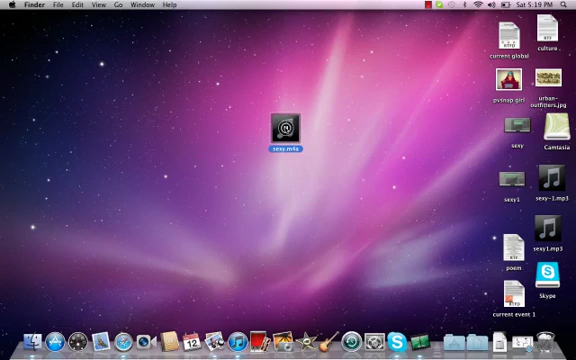 Finder File Edit View Go Window Help
Sat 5:19 PM
current global
culture
pvsnap girl
urban-
outfitters.jpg
sexy.m4a
sexy
Camtasia
sexy1
sexy-1.mp3
poem
sexy1.mp3
current event 1
Skype
12